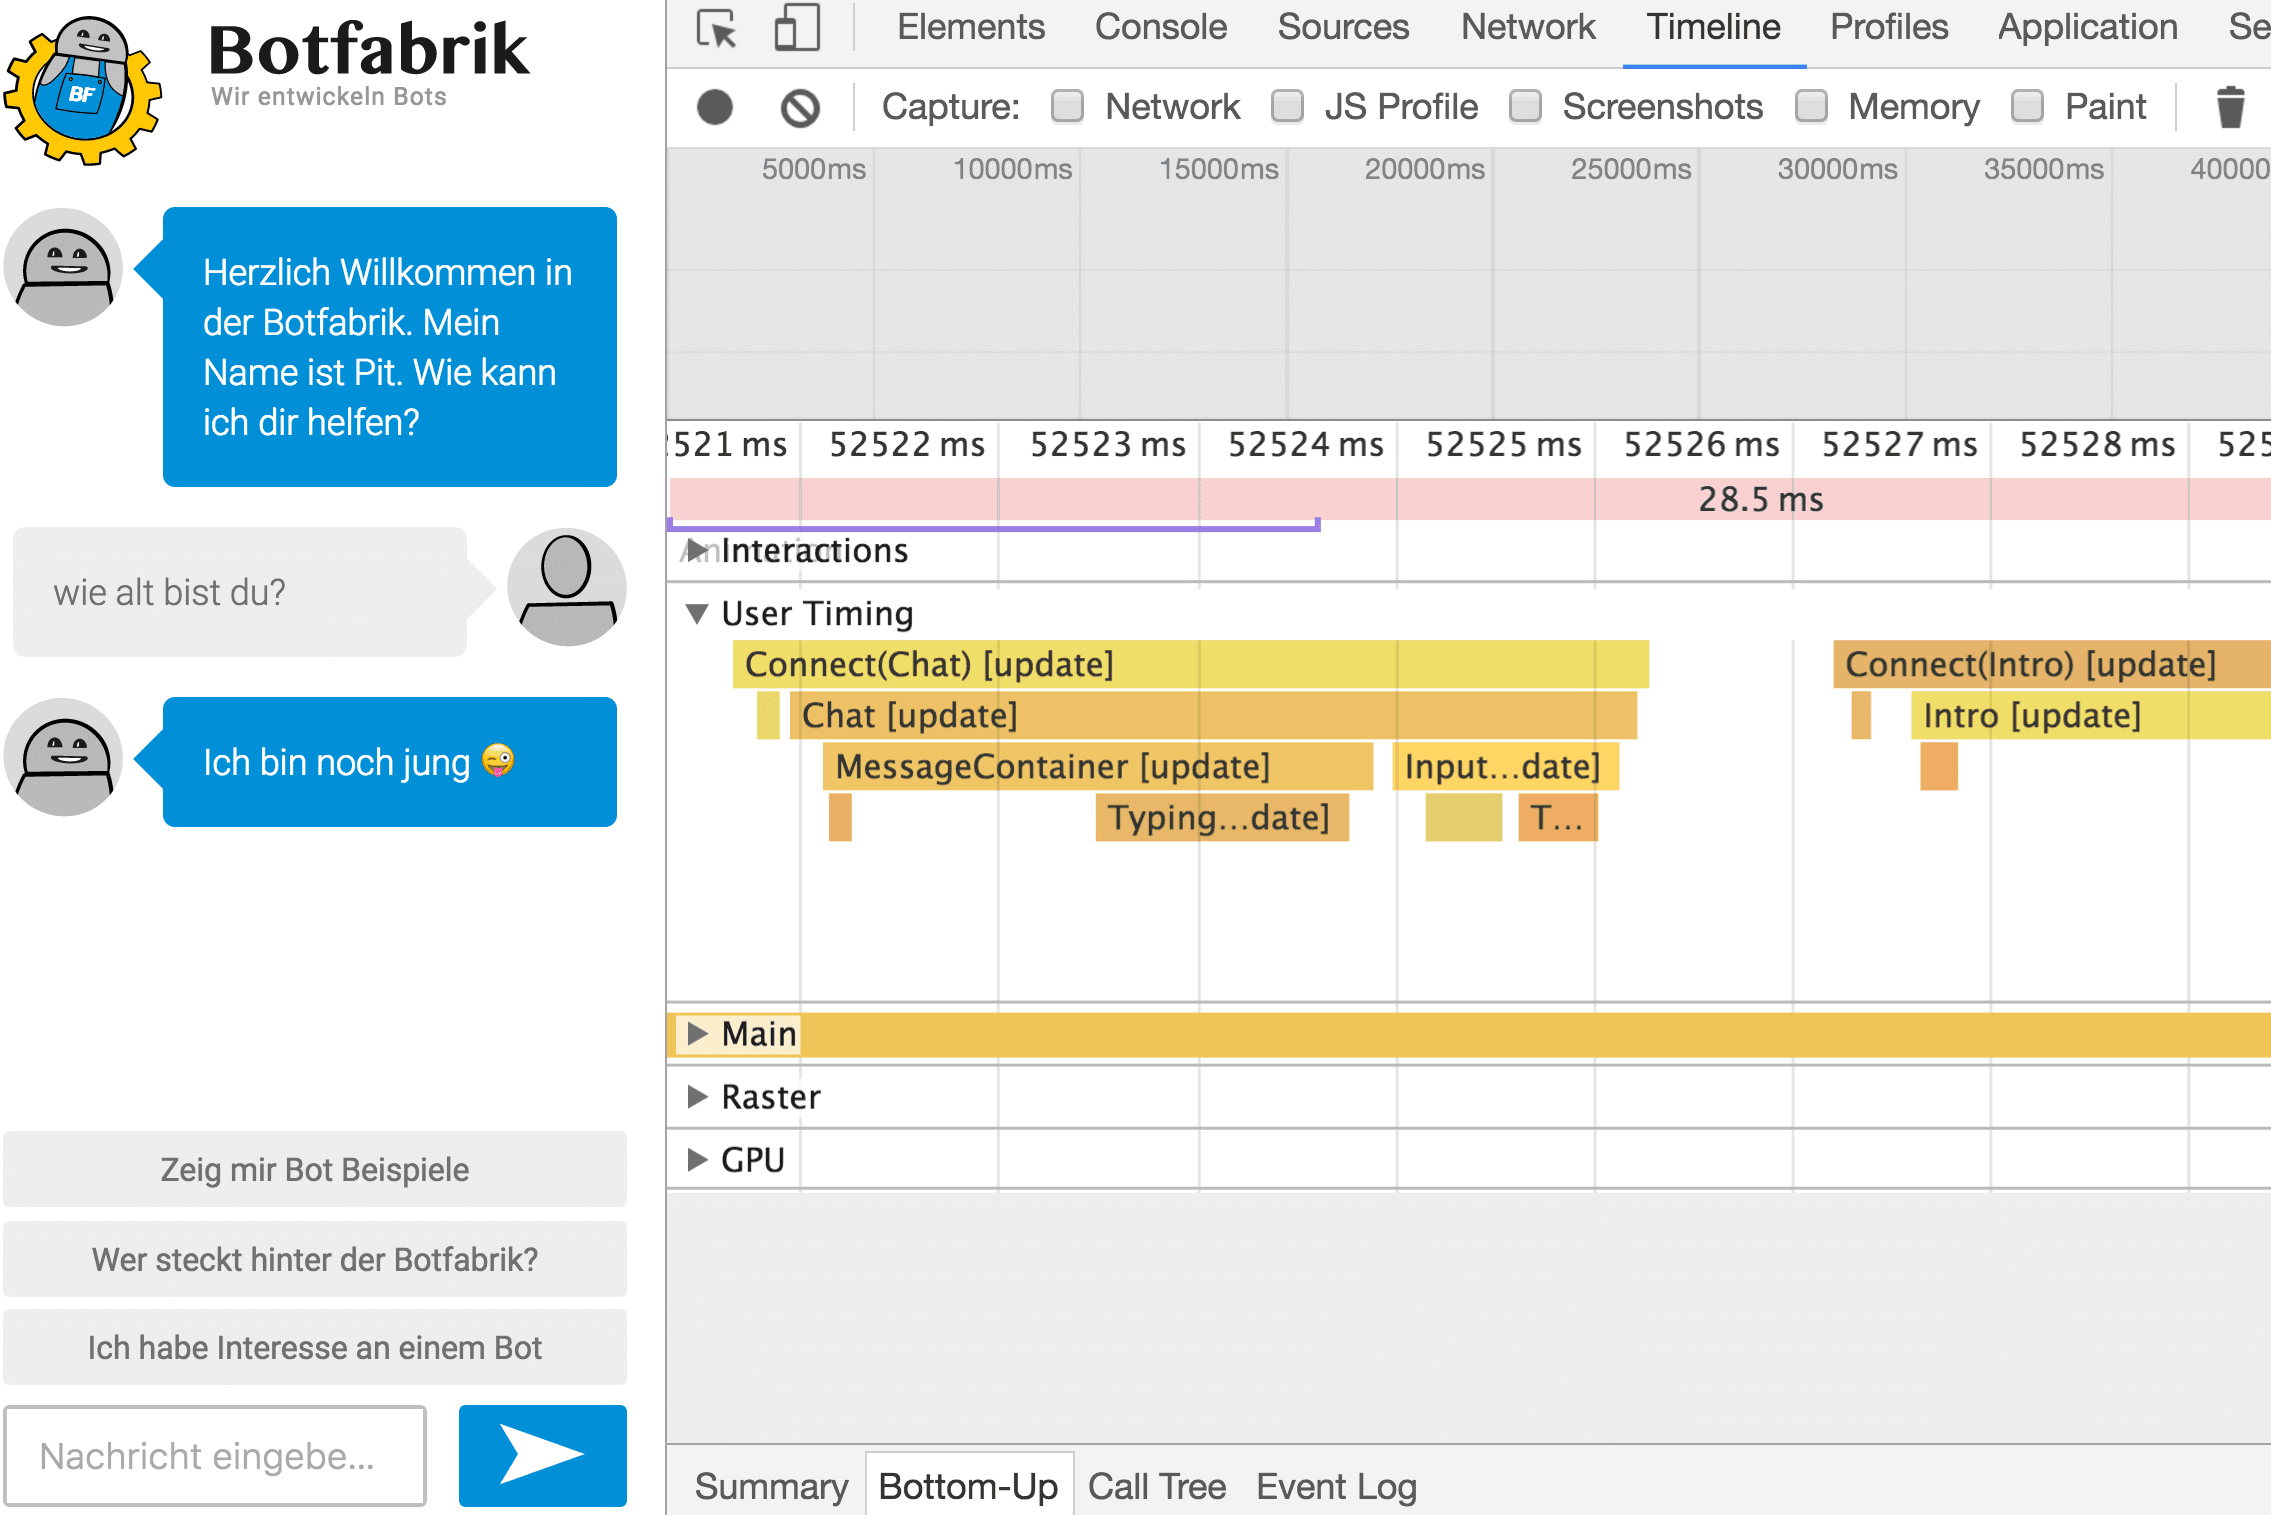 Botfabrik
Wir entwickeln Bots
BF
Herzlich Willkommen in
der Botfabrik. Mein
Name ist Pit. Wie kann
ich dir helfen?
wie alt bist du?
Ich bin noch jung 😜
Zeig mir Bot Beispiele
Wer steckt hinter der Botfabrik?
Ich habe Interesse an einem Bot
Nachricht eingebe...
Elements Console Sources Network Timeline Profiles Application Se
Capture: Network JS Profile Screenshots Memory Paint
5000ms 10000ms 15000ms 20000ms 25000ms 30000ms 35000ms 40000
2521 ms 52522 ms 52523 ms 52524 ms 52525 ms 52526 ms 52527 ms 52528 ms 525
28.5 ms
Animation
Interactions
User Timing
Connect(Chat) [update] Connect(Intro) [update]
Chat [update] Intro [update]
MessageContainer [update] Input...date]
Typing...date] T...
Main
Raster
GPU
Summary Bottom-Up Call Tree Event Log